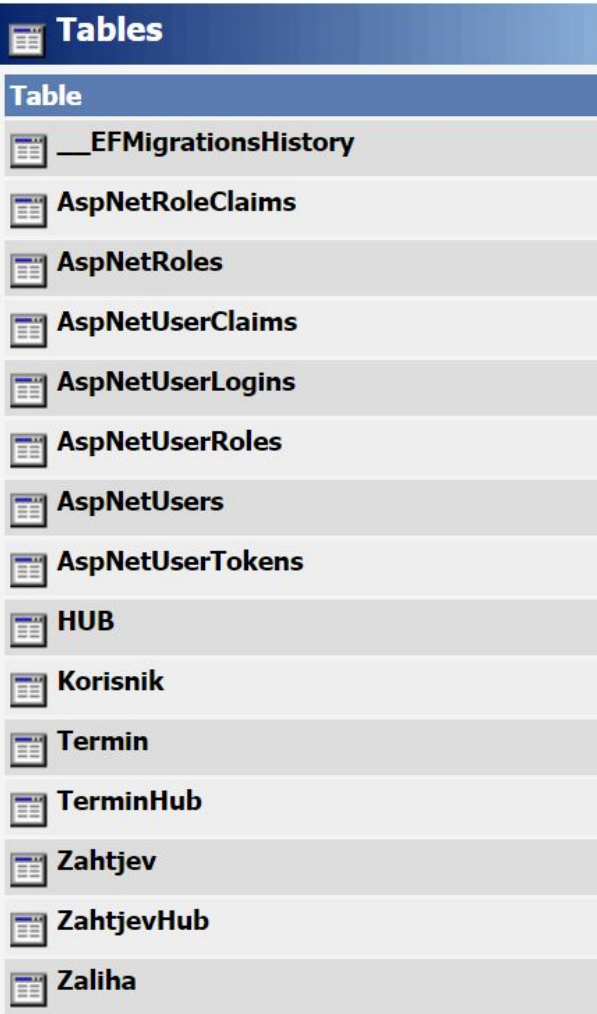 Tables
Table
__EFMigrationsHistory
AspNetRoleClaims
AspNetRoles
AspNetUserClaims
AspNetUserLogins
AspNetUserRoles
AspNetUsers
AspNetUserTokens
HUB
Korisnik
Termin
TerminHub
Zahtjev
ZahtjevHub
Zaliha